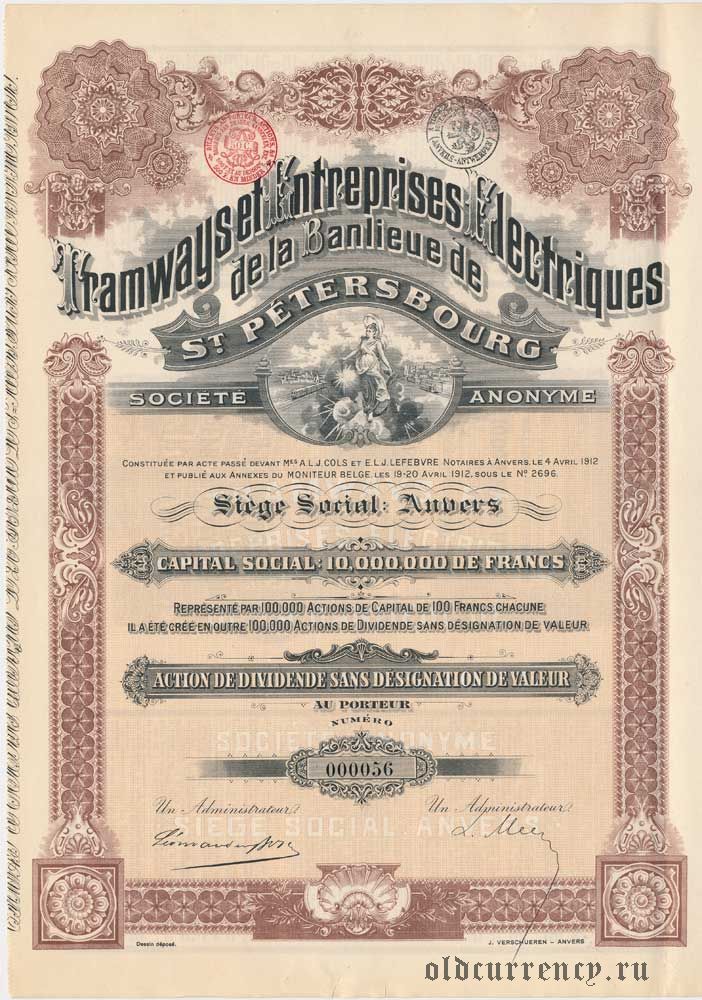 Tramways et Entreprises Electriques
de la Banlieue de
ST PÉTERSBOURG
SOCIÉTÉ ANONYME
CONSTITUÉE PAR ACTE PASSÉ DEVANT MES A.L.J. COLS ET E.L.J. LEFEBVRE NOTAIRES À ANVERS, LE 4 AVRIL 1912
ET PUBLIÉ AUX ANNEXES DU MONITEUR BELGE, LES 19-20 AVRIL 1912, SOUS LE NO 2696.
Siège Social: Anvers
CAPITAL SOCIAL: 10,000,000 DE FRANCS
REPRÉSENTÉ PAR 100,000 ACTIONS DE CAPITAL DE 100 FRANCS CHACUNE
IL A ÉTÉ CRÉÉ EN OUTRE 100,000 ACTIONS DE DIVIDENDE SANS DÉSIGNATION DE VALEUR.
ACTION DE DIVIDENDE SANS DÉSIGNATION DE VALEUR
AU PORTEUR
NUMÉRO
SOCIÉTÉ ANONYME
000056
Un Administrateur.
Un Administrateur.
SIÈGE SOCIAL: ANVERS
Dessin déposé.
J. VERSCHUEREN - ANVERS
oldcurrency.ru